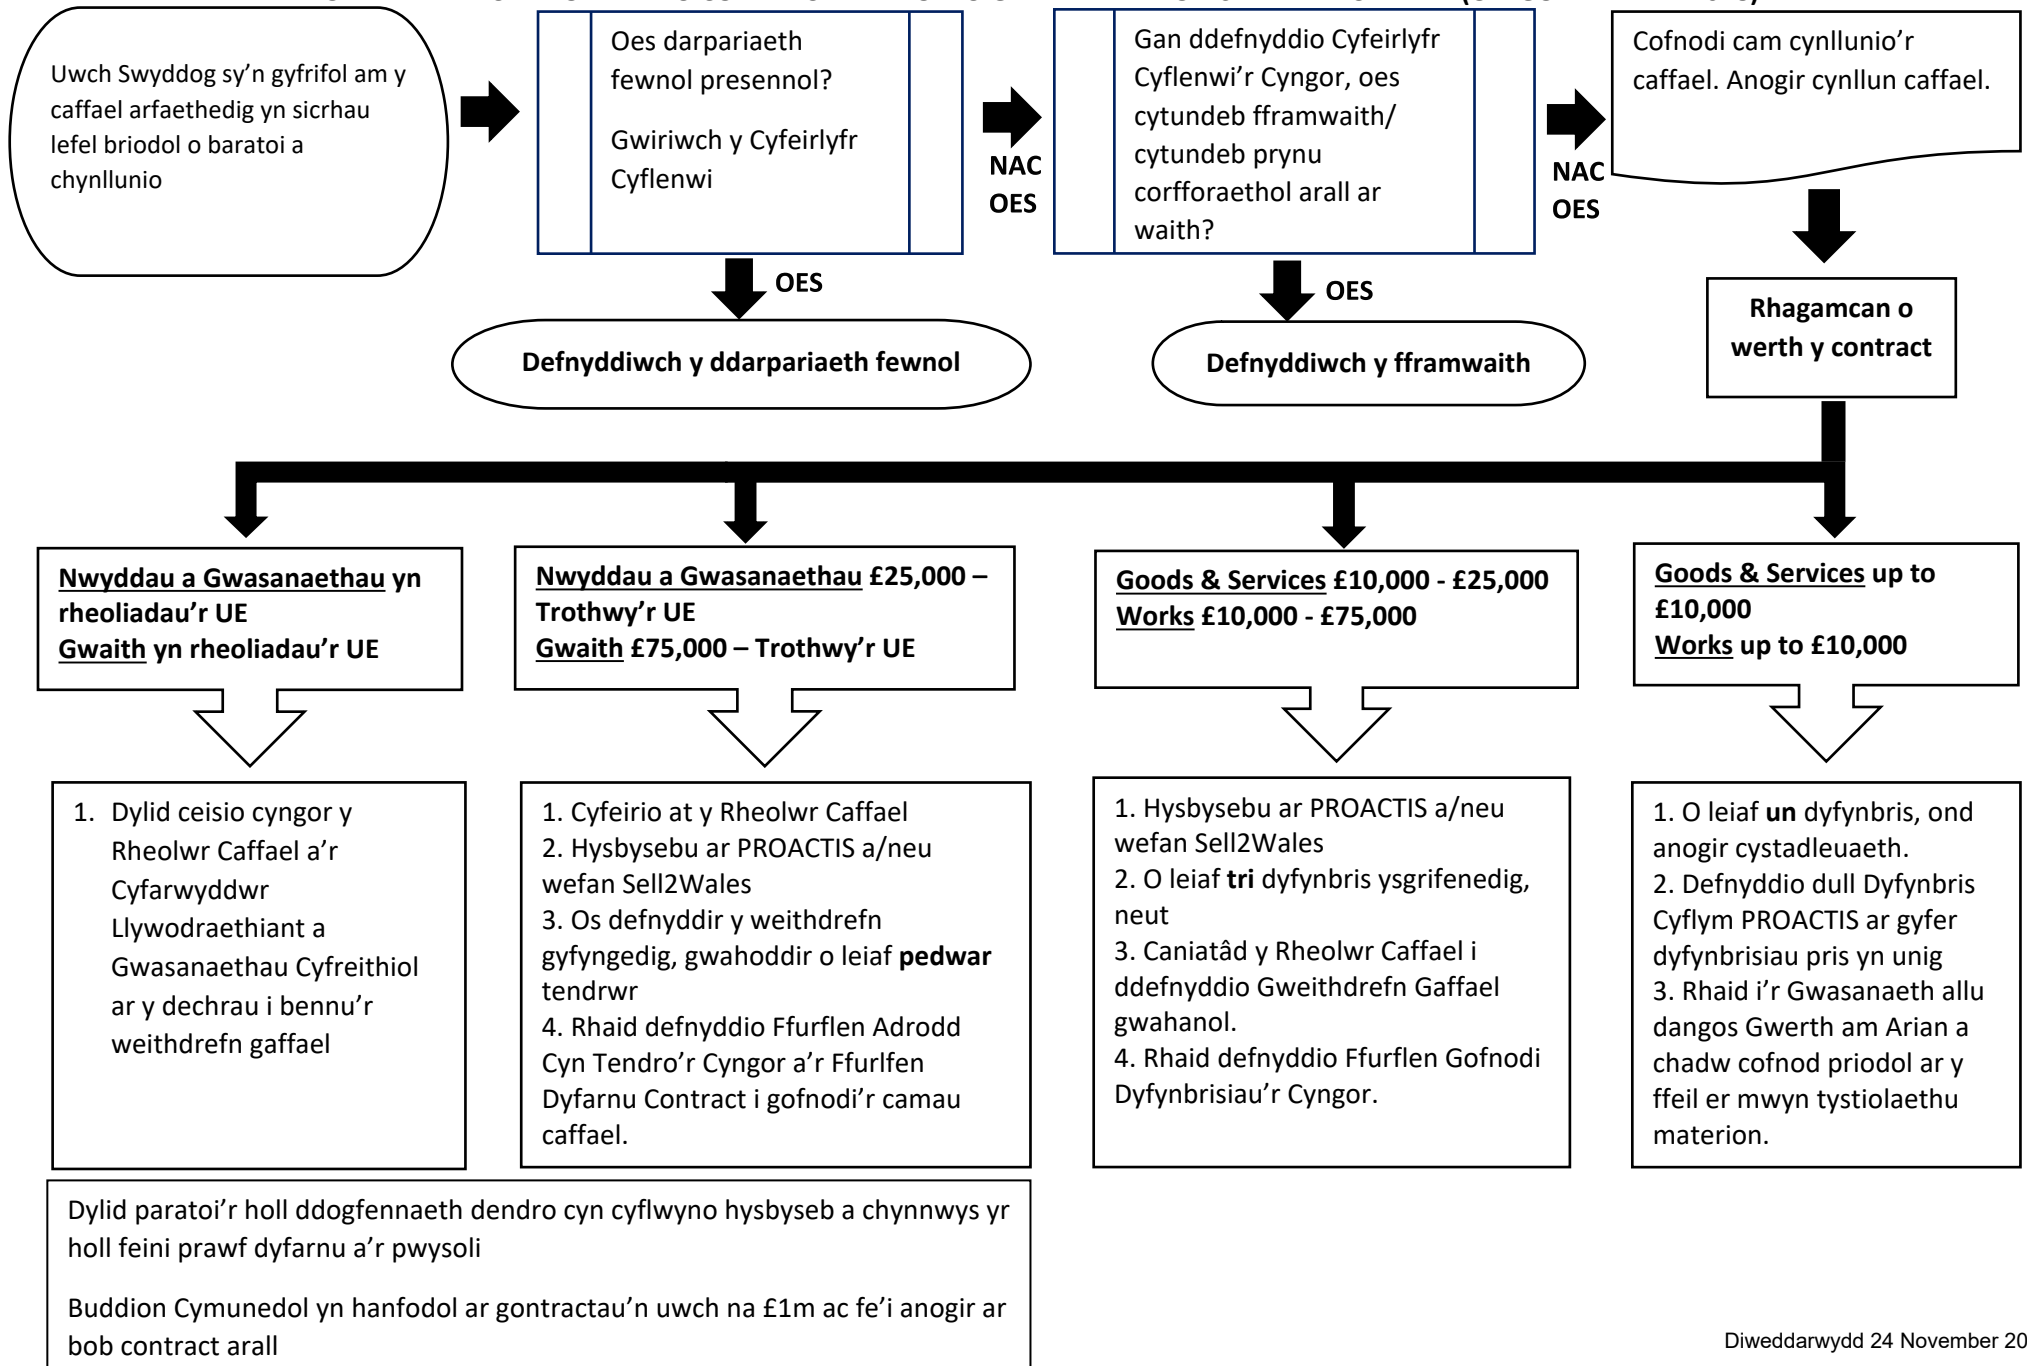 Uwch Swyddog sy'n gyfrifol am y
caffael arfaethedig yn sicrhau
lefel briodol o baratoi a
chynllunio
Oes darpariaeth
fewnol presennol?
Gwiriwch y Cyfeirlyfr
Cyflenwi
NAC
OES
Gan ddefnyddio Cyfeirlyfr
Cyflenwi'r Cyngor, oes
cytundeb fframwaith/
cytundeb prynu
corfforaethol arall ar
waith?
NAC
OES
Cofnodi cam cynllunio'r
caffael. Anogir cynllun caffael.
OES
OES
Defnyddiwch y ddarpariaeth fewnol
Defnyddiwch y fframwaith
Rhagamcan o
werth y contract
Nwyddau a Gwasanaethau yn
rheoliadau'r UE
Gwaith yn rheoliadau'r UE
Nwyddau a Gwasanaethau £25,000 –
Trothwy'r UE
Gwaith £75,000 – Trothwy'r UE
Goods & Services £10,000 - £25,000
Works £10,000 - £75,000
Goods & Services up to
£10,000
Works up to £10,000
1. Dylid ceisio cyngor y
Rheolwr Caffael a'r
Cyfarwyddwr
Llywodraethiant a
Gwasanaethau Cyfreithiol
ar y dechrau i bennu'r
weithdrefn gaffael
1. Cyfeirio at y Rheolwr Caffael
2. Hysbysebu ar PROACTIS a/neu
wefan Sell2Wales
3. Os defnyddir y weithdrefn
gyfyngedig, gwahoddir o leiaf pedwar
tendrwr
4. Rhaid defnyddio Ffurflen Adrodd
Cyn Tendro'r Cyngor a'r Ffurlfen
Dyfarnu Contract i gofnodi'r camau
caffael.
1. Hysbysebu ar PROACTIS a/neu
wefan Sell2Wales
2. O leiaf tri dyfynbris ysgrifenedig,
neut
3. Caniatâd y Rheolwr Caffael i
ddefnyddio Gweithdrefn Gaffael
gwahanol.
4. Rhaid defnyddio Ffurflen Gofnodi
Dyfynbrisiau'r Cyngor.
1. O leiaf un dyfynbris, ond
anogir cystadleuaeth.
2. Defnyddio dull Dyfynbris
Cyflym PROACTIS ar gyfer
dyfynbrisiau pris yn unig
3. Rhaid i'r Gwasanaeth allu
dangos Gwerth am Arian a
chadw cofnod priodol ar y
ffeil er mwyn tystiolaethu
materion.
Dylid paratoi'r holl ddogfennaeth dendro cyn cyflwyno hysbyseb a chynnwys yr
holl feini prawf dyfarnu a'r pwysoli
Buddion Cymunedol yn hanfodol ar gontractau'n uwch na £1m ac fe'i anogir ar
bob contract arall
Diweddarwydd 24 November 20